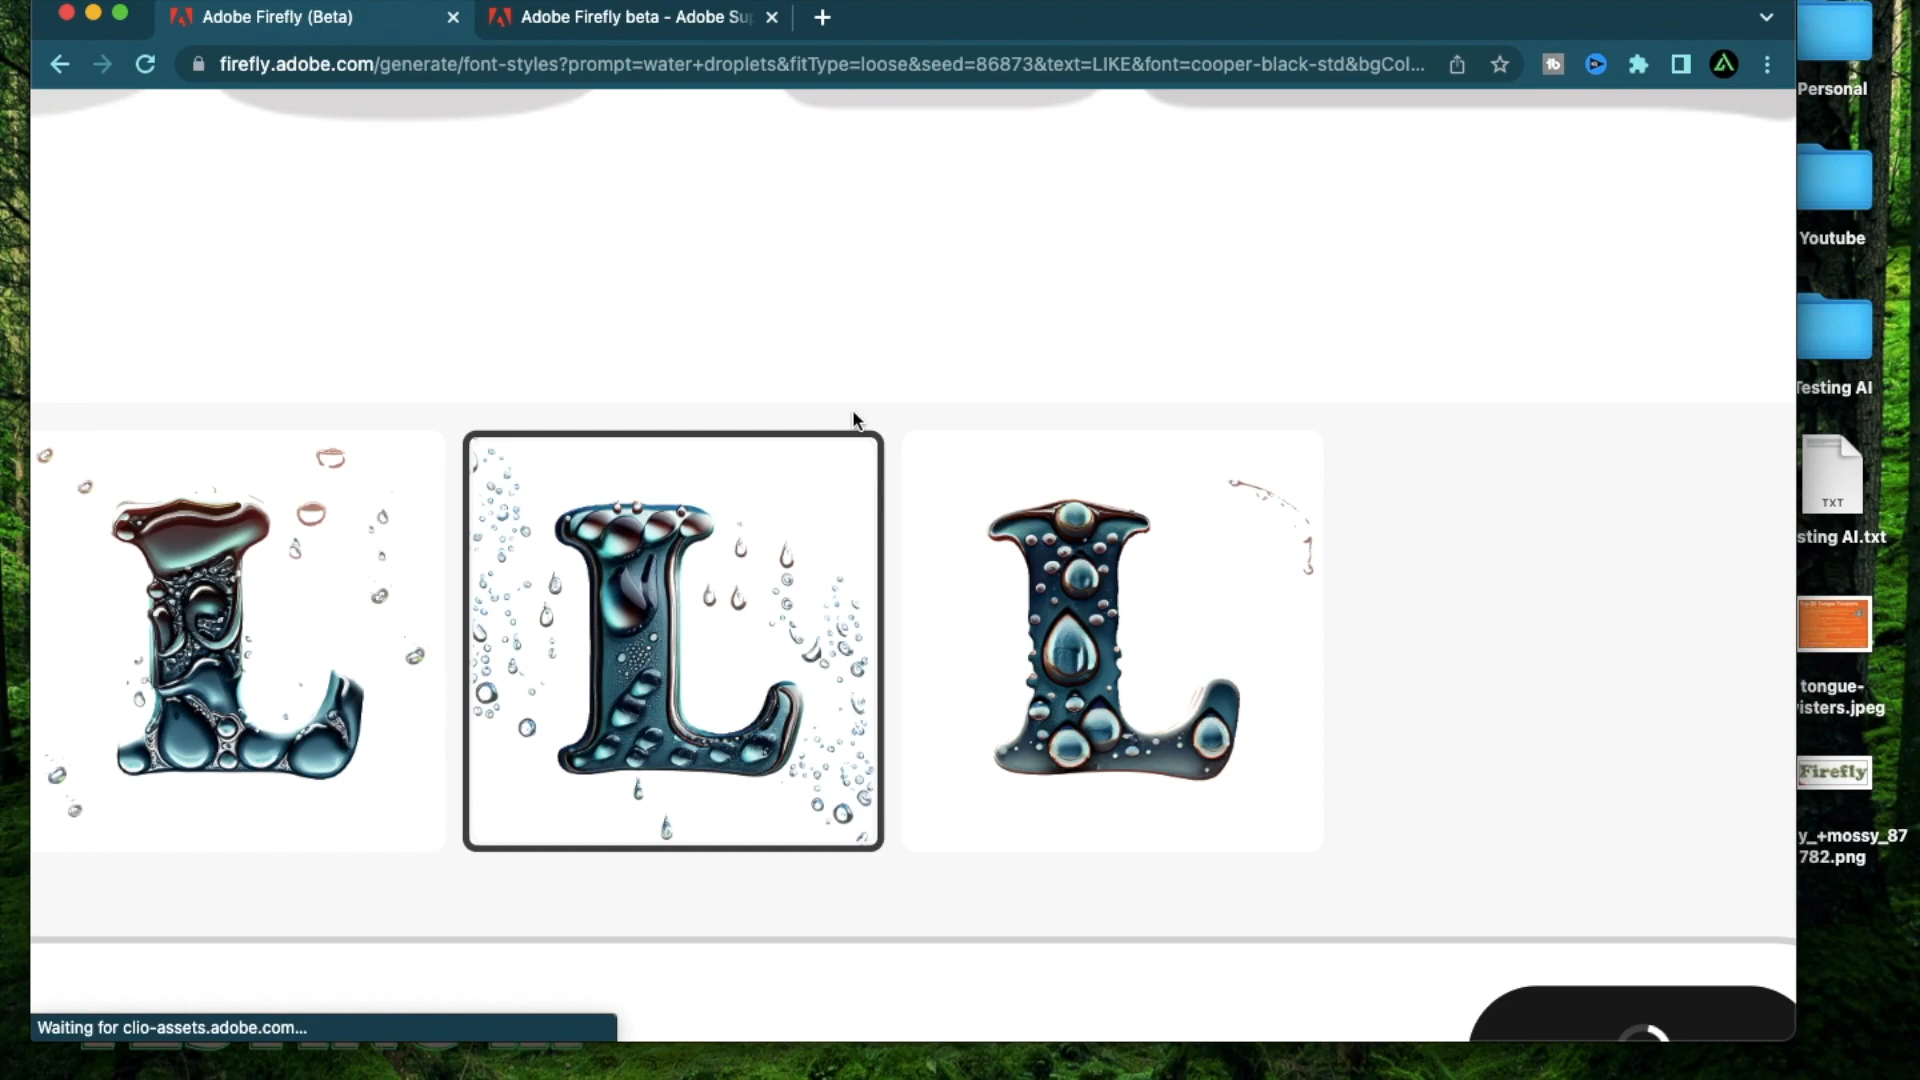 Adobe Firefly (Beta)
Adobe Firefly beta - Adobe Su
firefly.adobe.com/generate/font-styles?prompt=water+droplets&fitType=loose&seed=86873&text=LIKE&font=cooper-black-std&bgCol...
tb
Personal
Youtube
Testing AI
TXT
sting AI.txt
tongue-
isters.jpeg
Firefly
y_+mossy_87
782.png
L
L
L
Waiting for clio-assets.adobe.com...